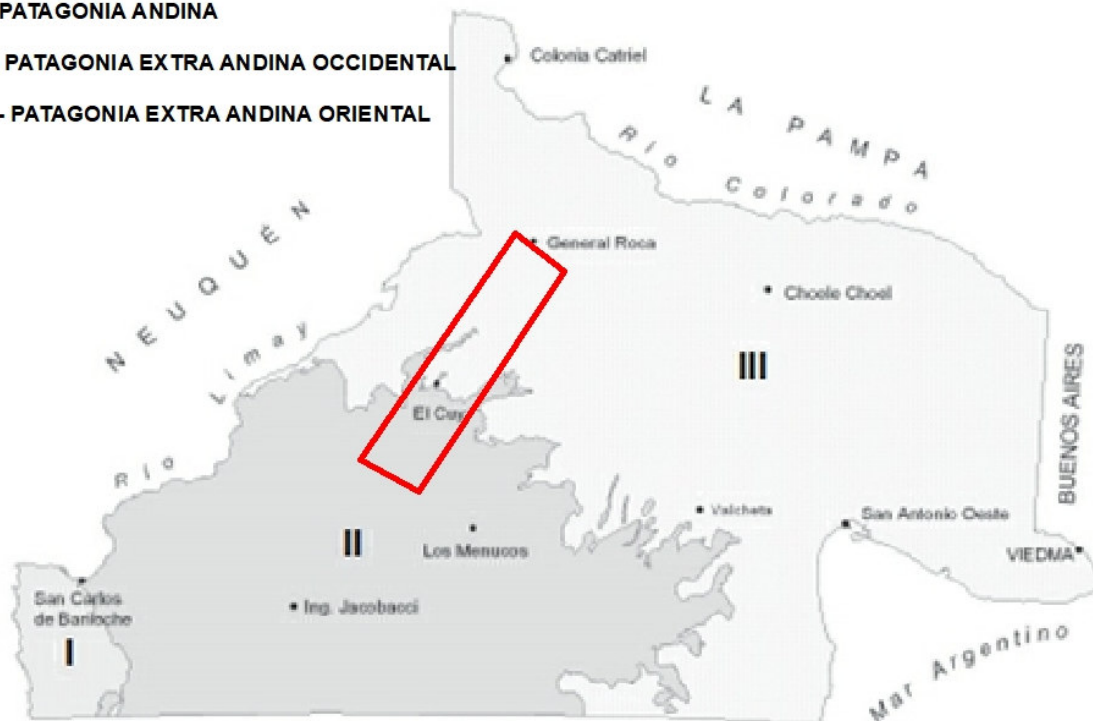 PATAGONIA ANDINA
PATAGONIA EXTRA ANDINA OCCIDENTAL
- PATAGONIA EXTRA ANDINA ORIENTAL
Colonia Catriel
LA PAMPA
Río Colorado
NEUQUÉN
General Roca
Choele Choel
Río Limay
III
El Cuy
BUENOS AIRES
Valcheta
San Antonio Oeste
II
Los Menucos
VIEDMA
San Carlos
de Bariloche
Ing. Jacobacci
I
Mar Argentino